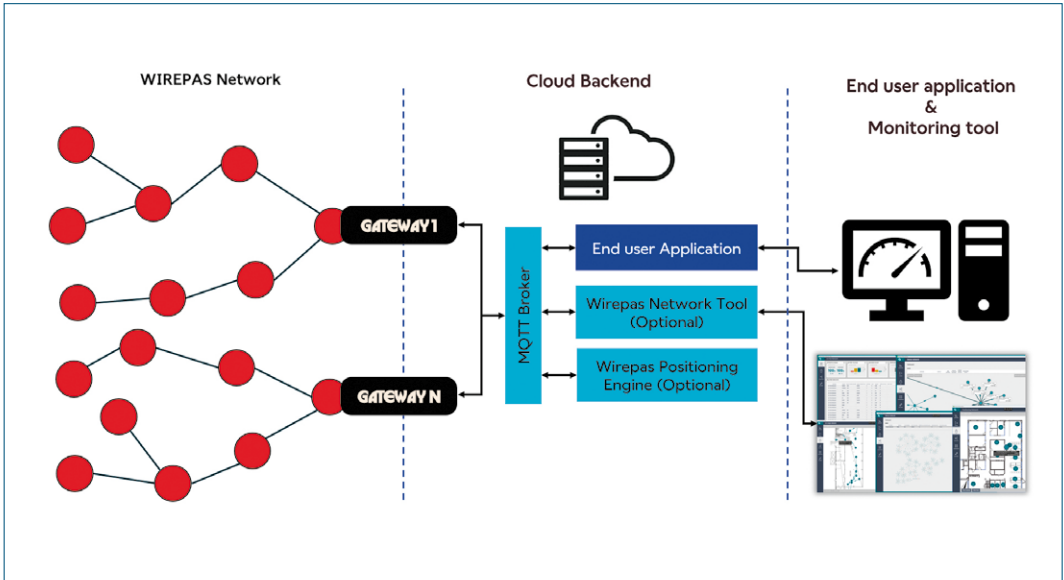 WIREPAS Network
Cloud Backend
End user application
&
Monitoring tool
GATEWAY 1
GATEWAY N
MQTT Broker
End user Application
Wirepas Network Tool
(Optional)
Wirepas Positioning
Engine (Optional)